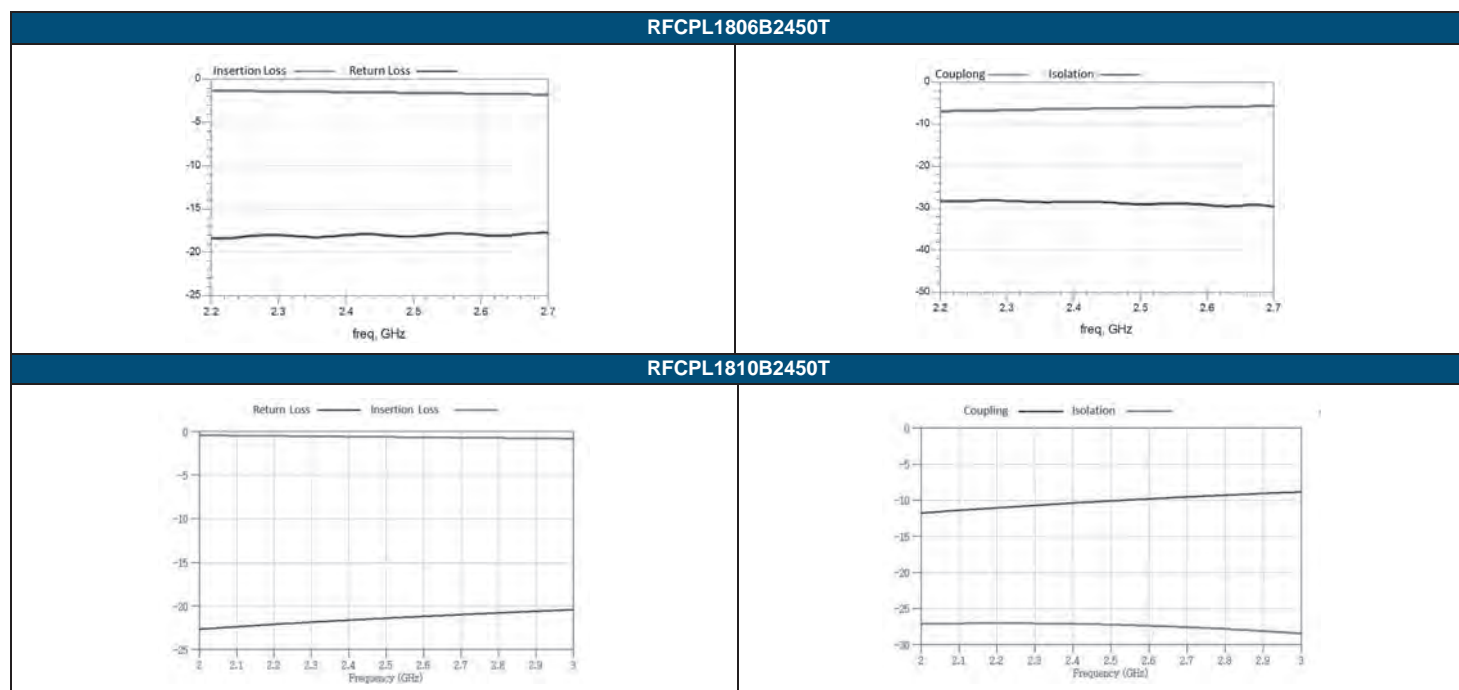 RFCPL1806B2450T
Insertion Loss Return Loss
0
-5
-10
-15
-20
-25
2.2 2.3 2.4 2.5 2.6 2.7
freq, GHz
Couplong Isolation
0
-10
-20
-30
-40
-50
2.2 2.3 2.4 2.5 2.6 2.7
freq, GHz
RFCPL1810B2450T
Return Loss Insertion Loss
0
-5
-10
-15
-20
-25
2 2.1 2.2 2.3 2.4 2.5 2.6 2.7 2.8 2.9 3
Frequency (GHz)
Coupling Isolation
0
-5
-10
-15
-20
-25
-30
2 2.1 2.2 2.3 2.4 2.5 2.6 2.7 2.8 2.9 3
Frequency (GHz)